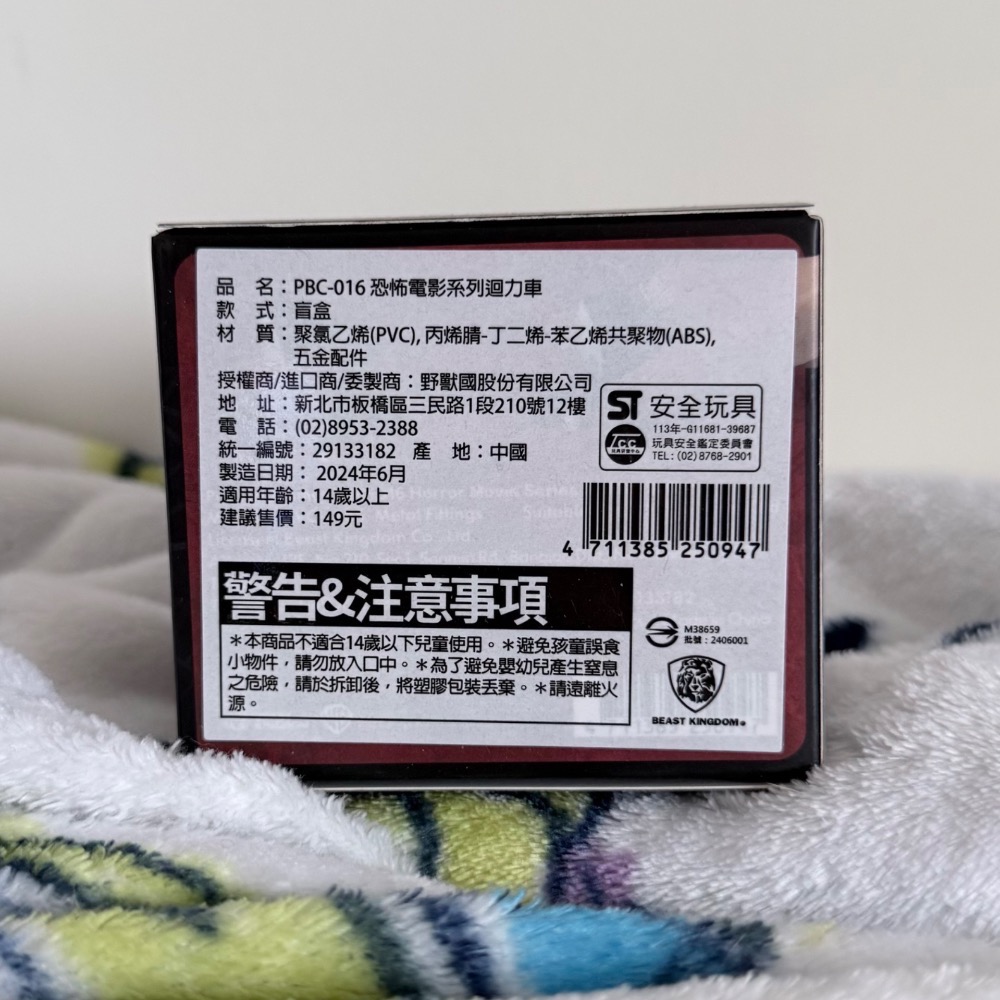 品 名：PBC-016 恐怖電影系列迴力車
款 式：盲盒
材 質：聚氯乙烯(PVC), 丙烯腈-丁二烯-苯乙烯共聚物(ABS),
五金配件
授權商/進口商/委製商：野獸國股份有限公司
地 址：新北市板橋區三民路1段210號12樓
電 話：(02)8953-2388
統一編號：29133182 產 地：中國
製造日期： 2024年6月
適用年齡：14歲以上
建議售價：149元
ST 安全玩具
113年-G11681-39687
玩具安全鑑定委員會
TEL：(02) 8768-2901
TCC
4 711385 250947
警告&注意事項
＊本商品不適合14歲以下兒童使用。＊避免孩童誤食
小物件，請勿放入口中。＊為了避免嬰幼兒產生窒息
之危險，請於拆卸後，將塑膠包裝丟棄。＊請遠離火
源。
M38659
批號：2406001
BEAST KINGDOM
Horror Movie Series
Metal Fittings
Beast Kingdom Co., Ltd.